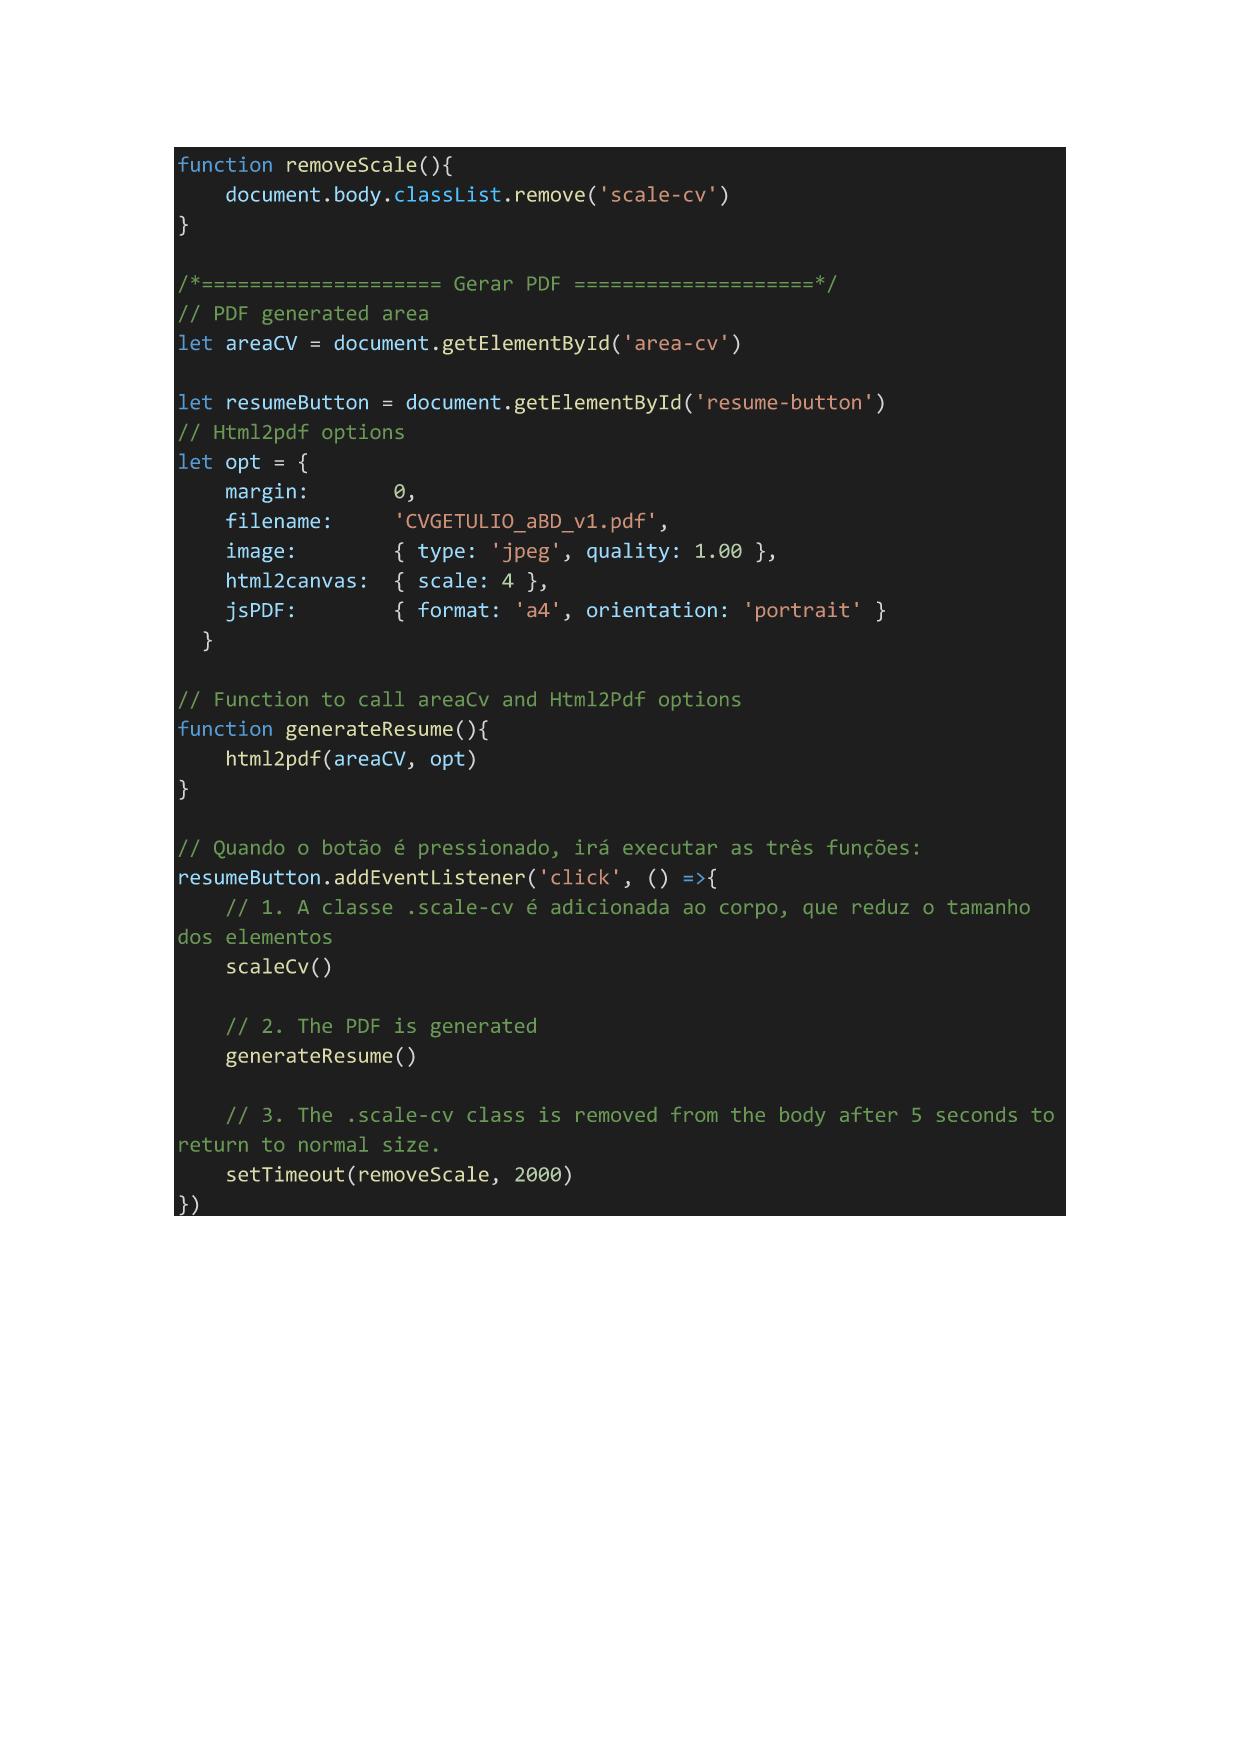 function removeScale(){
    document.body.classList.remove('scale-cv')
}

/*==================== Gerar PDF ====================*/
// PDF generated area
let areaCV = document.getElementById('area-cv')

let resumeButton = document.getElementById('resume-button')
// Html2pdf options
let opt = {
    margin:       0,
    filename:     'CVGETULIO_aBD_v1.pdf',
    image:        { type: 'jpeg', quality: 1.00 },
    html2canvas:  { scale: 4 },
    jsPDF:        { format: 'a4', orientation: 'portrait' }
  }

// Function to call areaCv and Html2Pdf options
function generateResume(){
    html2pdf(areaCV, opt)
}

// Quando o botão é pressionado, irá executar as três funções:
resumeButton.addEventListener('click', () =>{
    // 1. A classe .scale-cv é adicionada ao corpo, que reduz o tamanho
dos elementos
    scaleCv()

    // 2. The PDF is generated
    generateResume()

    // 3. The .scale-cv class is removed from the body after 5 seconds to
return to normal size.
    setTimeout(removeScale, 2000)
})